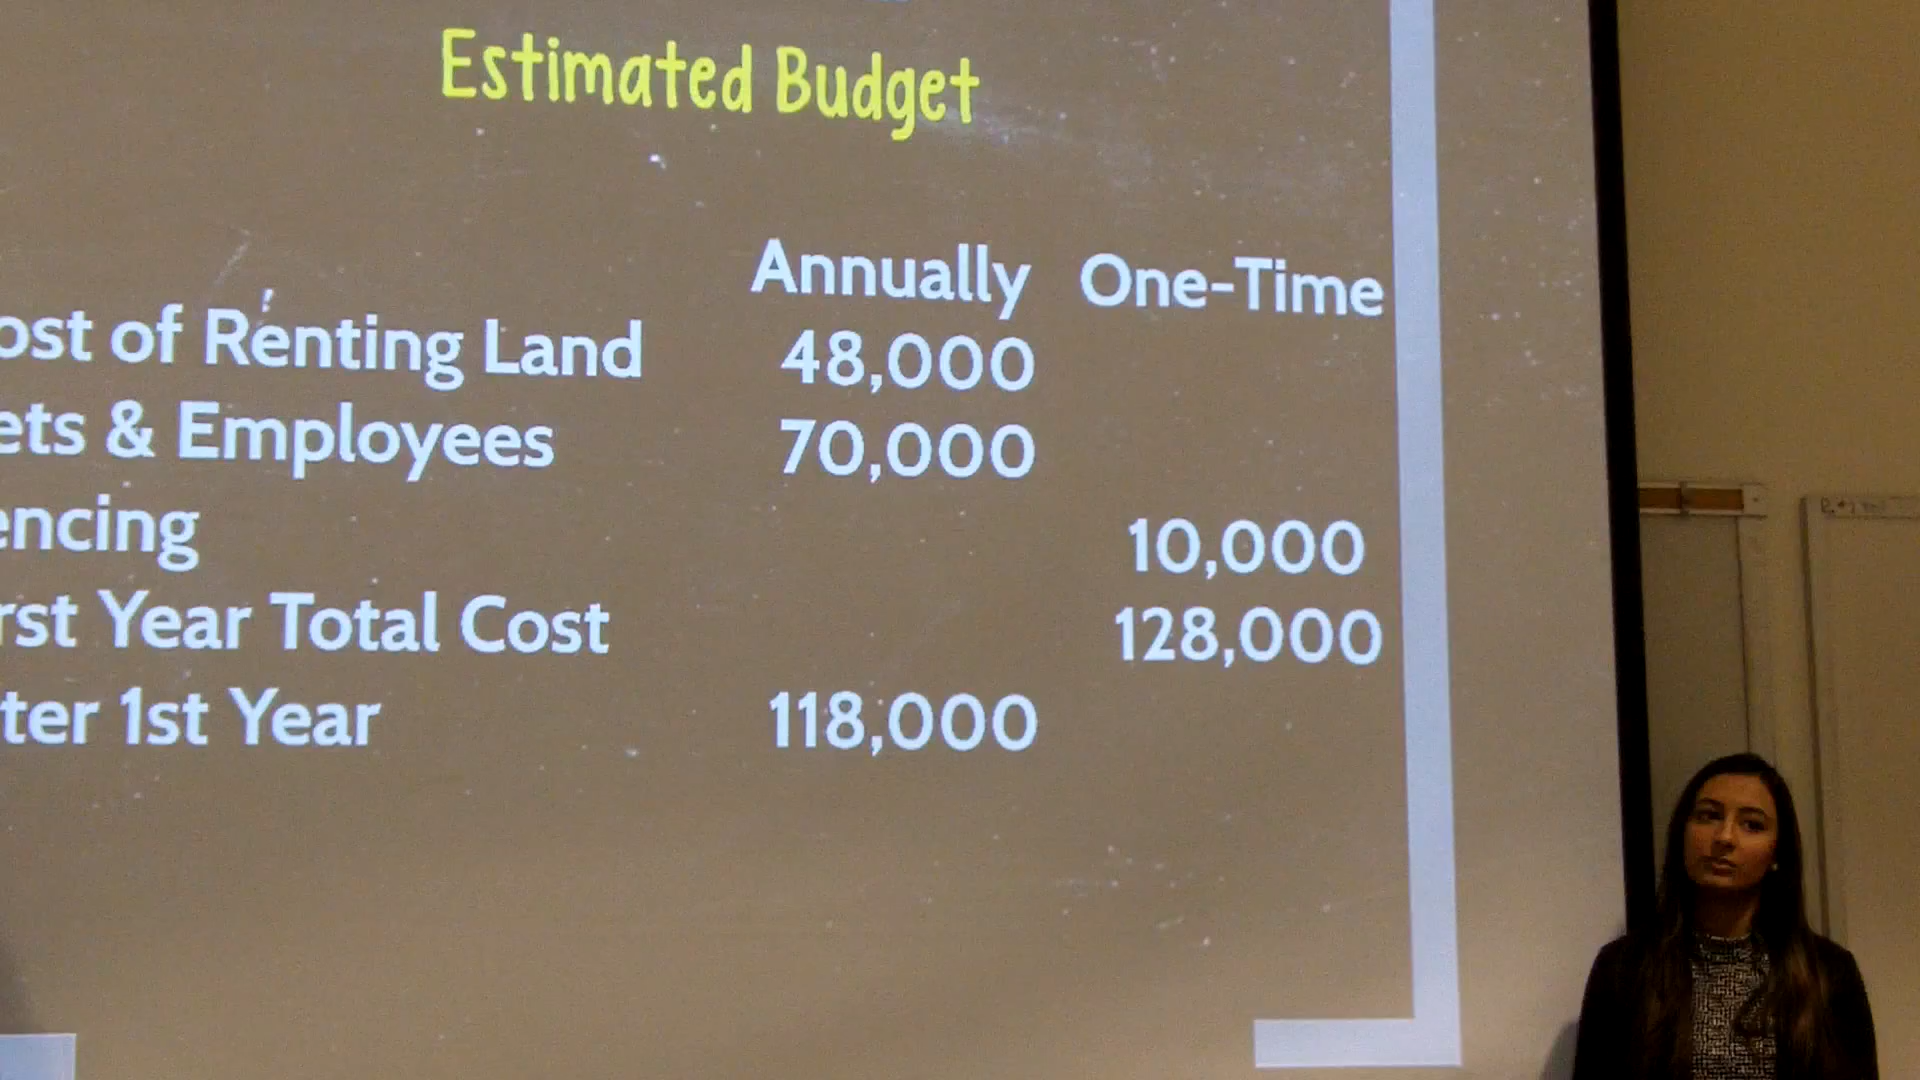 Estimated Budget
Annually One-Time
ost of Renting Land 48,000
ets & Employees 70,000
encing 10,000
rst Year Total Cost 128,000
ter 1st Year 118,000